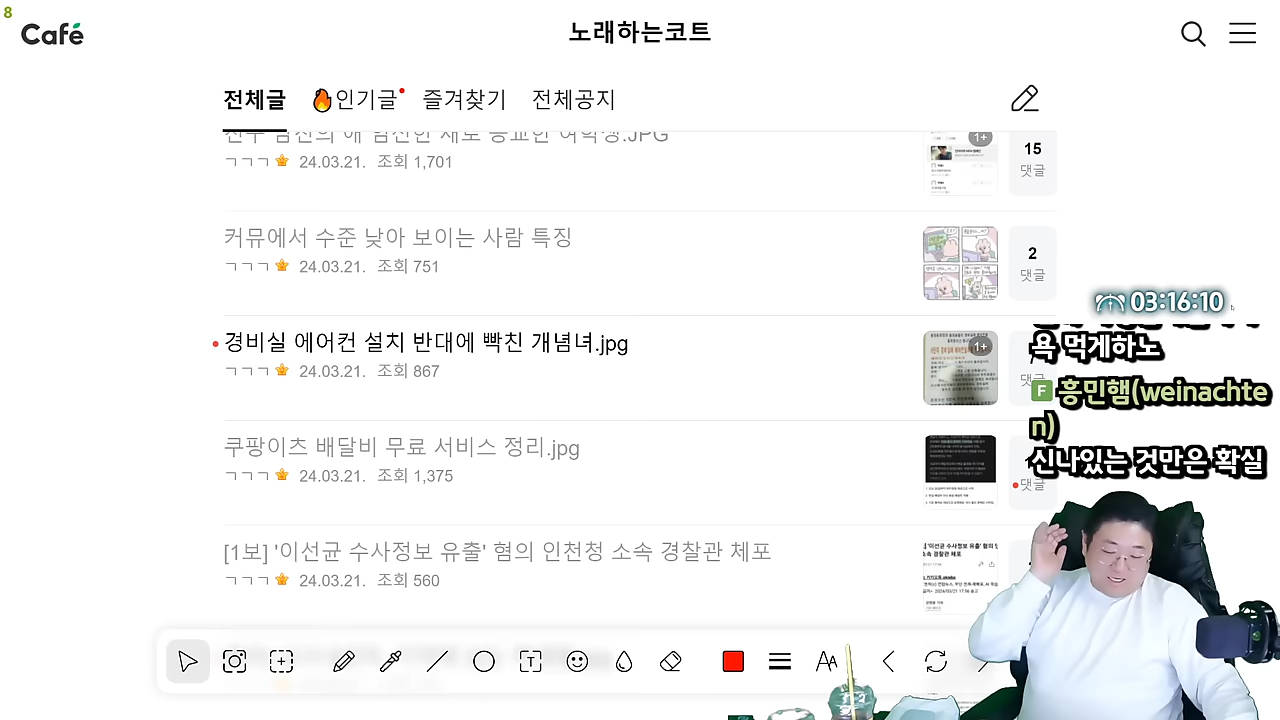 8
Café
노래하는코트
전체글
🔥인기글
즐겨찾기
전체공지
ㄱㄱㄱ 24.03.21. 조회 1,701
1+
15
댓글
커뮤에서 수준 낮아 보이는 사람 특징
ㄱㄱㄱ 24.03.21. 조회 751
2
댓글
03:16:10
경비실 에어컨 설치 반대에 빡친 개념녀.jpg
ㄱㄱㄱ 24.03.21. 조회 867
1+
욕 먹게하노
F 흥민햄(weinachte
n)
신나있는 것만은 확실
쿠팡이츠 배달비 무료 서비스 정리.jpg
ㄱㄱㄱ 24.03.21. 조회 1,375
댓글
[1보] '이선균 수사정보 유출' 혐의 인천청 소속 경찰관 체포
ㄱㄱㄱ 24.03.21. 조회 560
T
AA